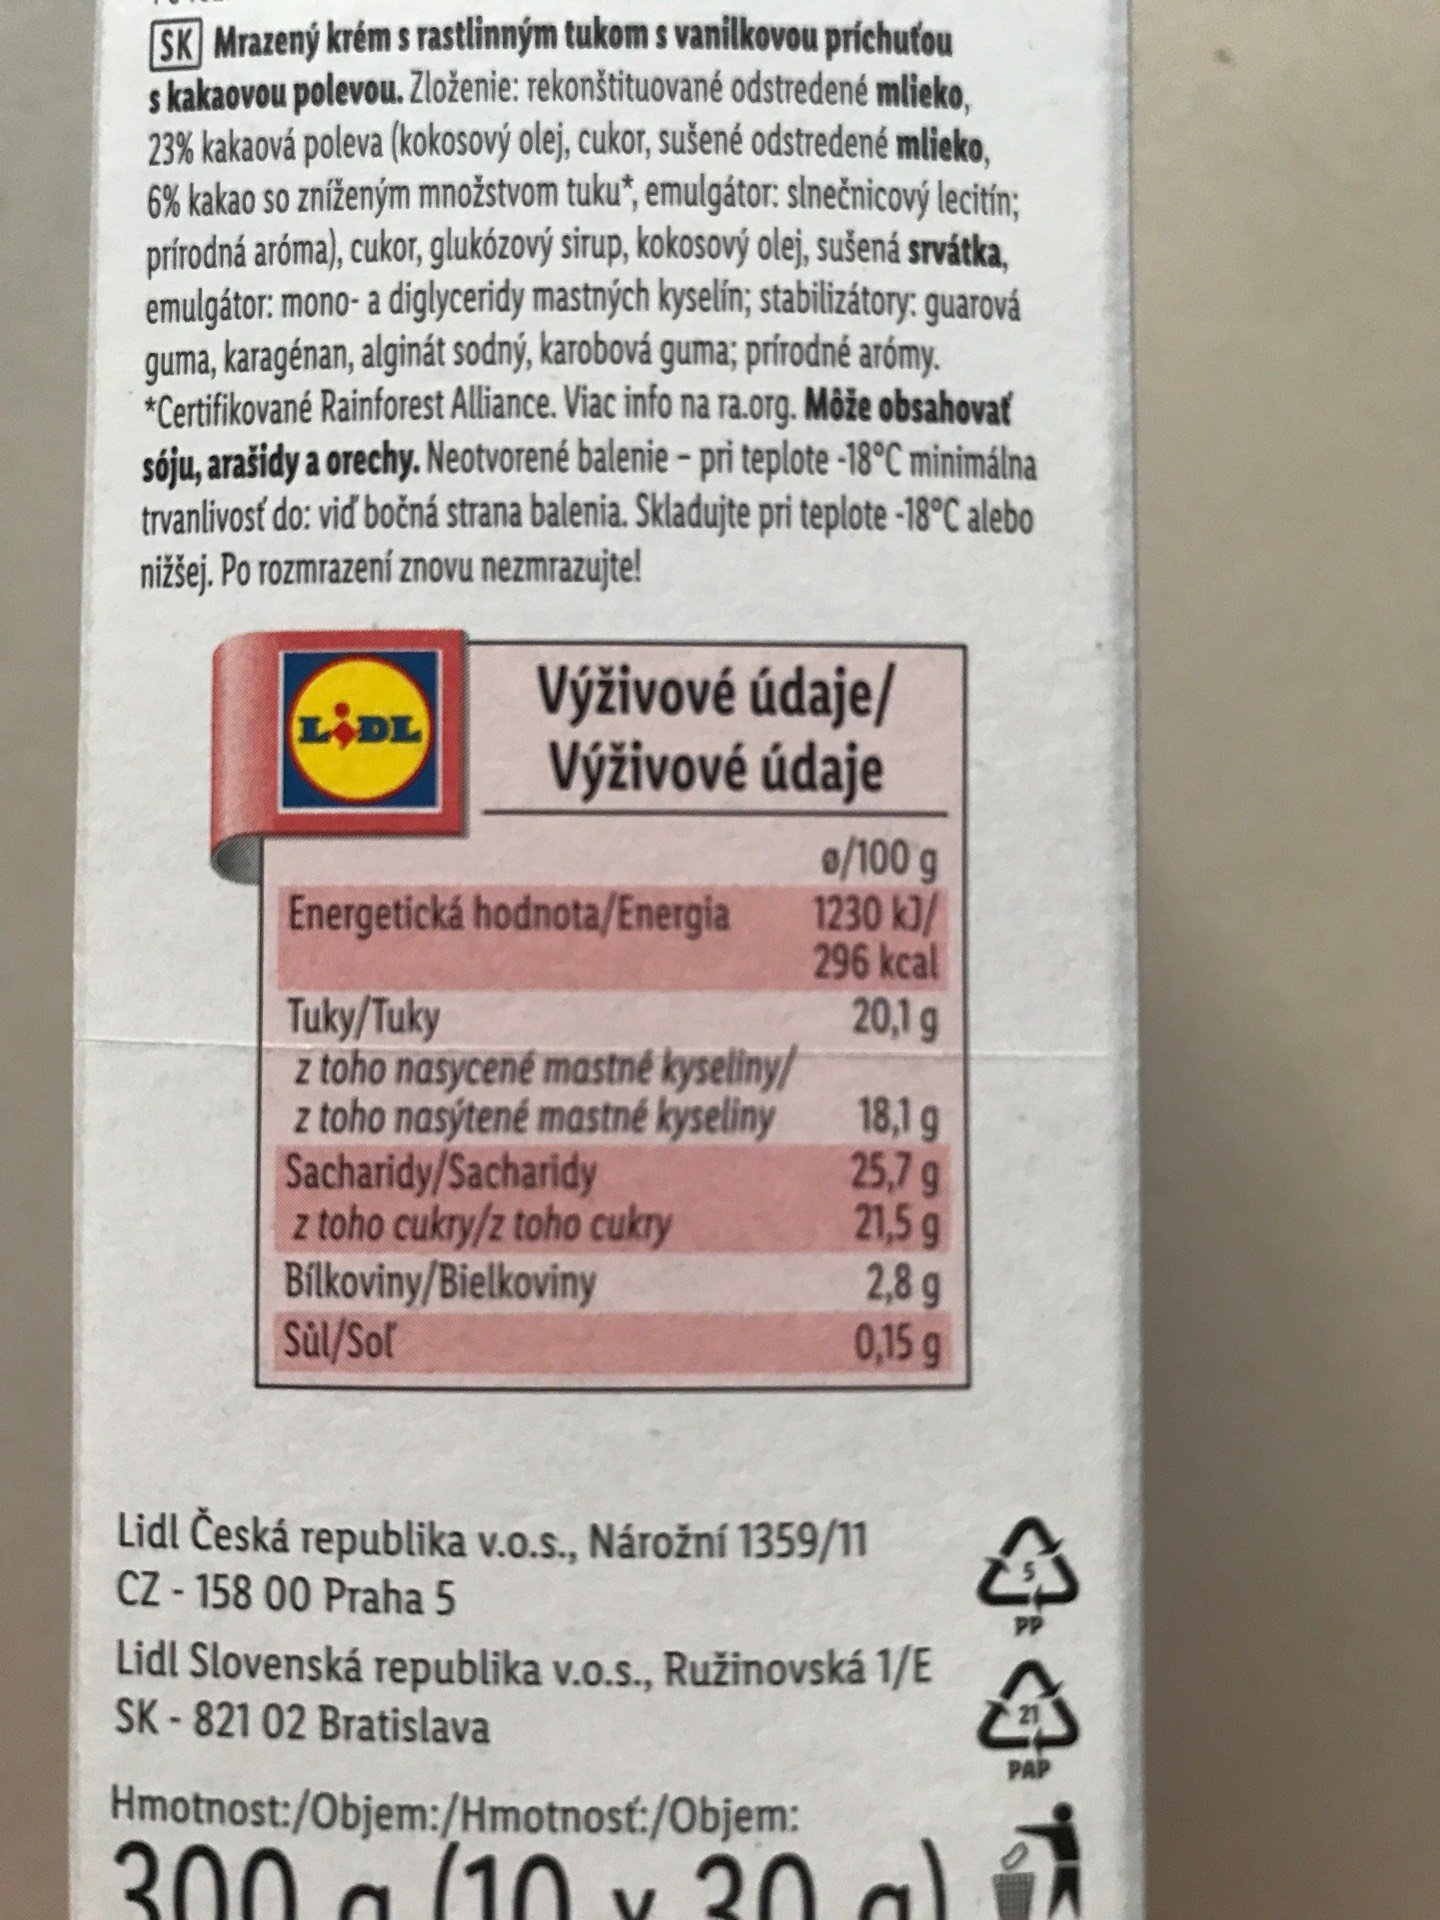 SK Mrazený krém s rastlinným tukom s vanilkovou príchuťou
s kakaovou polevou. Zloženie: rekonštituované odstredené mlieko,
23% kakaová poleva (kokosový olej, cukor, sušené odstredené mlieko,
6% kakao so zníženým množstvom tuku*, emulgátor: slnečnicový lecitín;
prírodná aróma), cukor, glukózový sirup, kokosový olej, sušená srvátka,
emulgátor: mono- a diglyceridy mastných kyselín; stabilizátory: guarová
guma, karagénan, alginát sodný, karobová guma; prírodné arómy.
*Certifikované Rainforest Alliance. Viac info na ra.org. Môže obsahovať
sóju, arašidy a orechy. Neotvorené balenie – pri teplote -18°C minimálna
trvanlivosť do: viď bočná strana balenia. Skladujte pri teplote -18°C alebo
nižšej. Po rozmrazení znovu nezmrazujte!
LIDL
Výživové údaje/
Výživové údaje
ø/100 g
Energetická hodnota/Energia 1230 kJ/
296 kcal
Tuky/Tuky 20,1 g
z toho nasycené mastné kyseliny/
z toho nasýtené mastné kyseliny 18,1 g
Sacharidy/Sacharidy 25,7 g
z toho cukry/z toho cukry 21,5 g
Bílkoviny/Bielkoviny 2,8 g
Sůl/Soľ 0,15 g
Lidl Česká republika v.o.s., Nárožní 1359/11
CZ - 158 00 Praha 5
Lidl Slovenská republika v.o.s., Ružinovská 1/E
SK - 821 02 Bratislava
5
PP
21
PAP
Hmotnost:/Objem:/Hmotnosť:/Objem:
300 g (10 x 30 g)